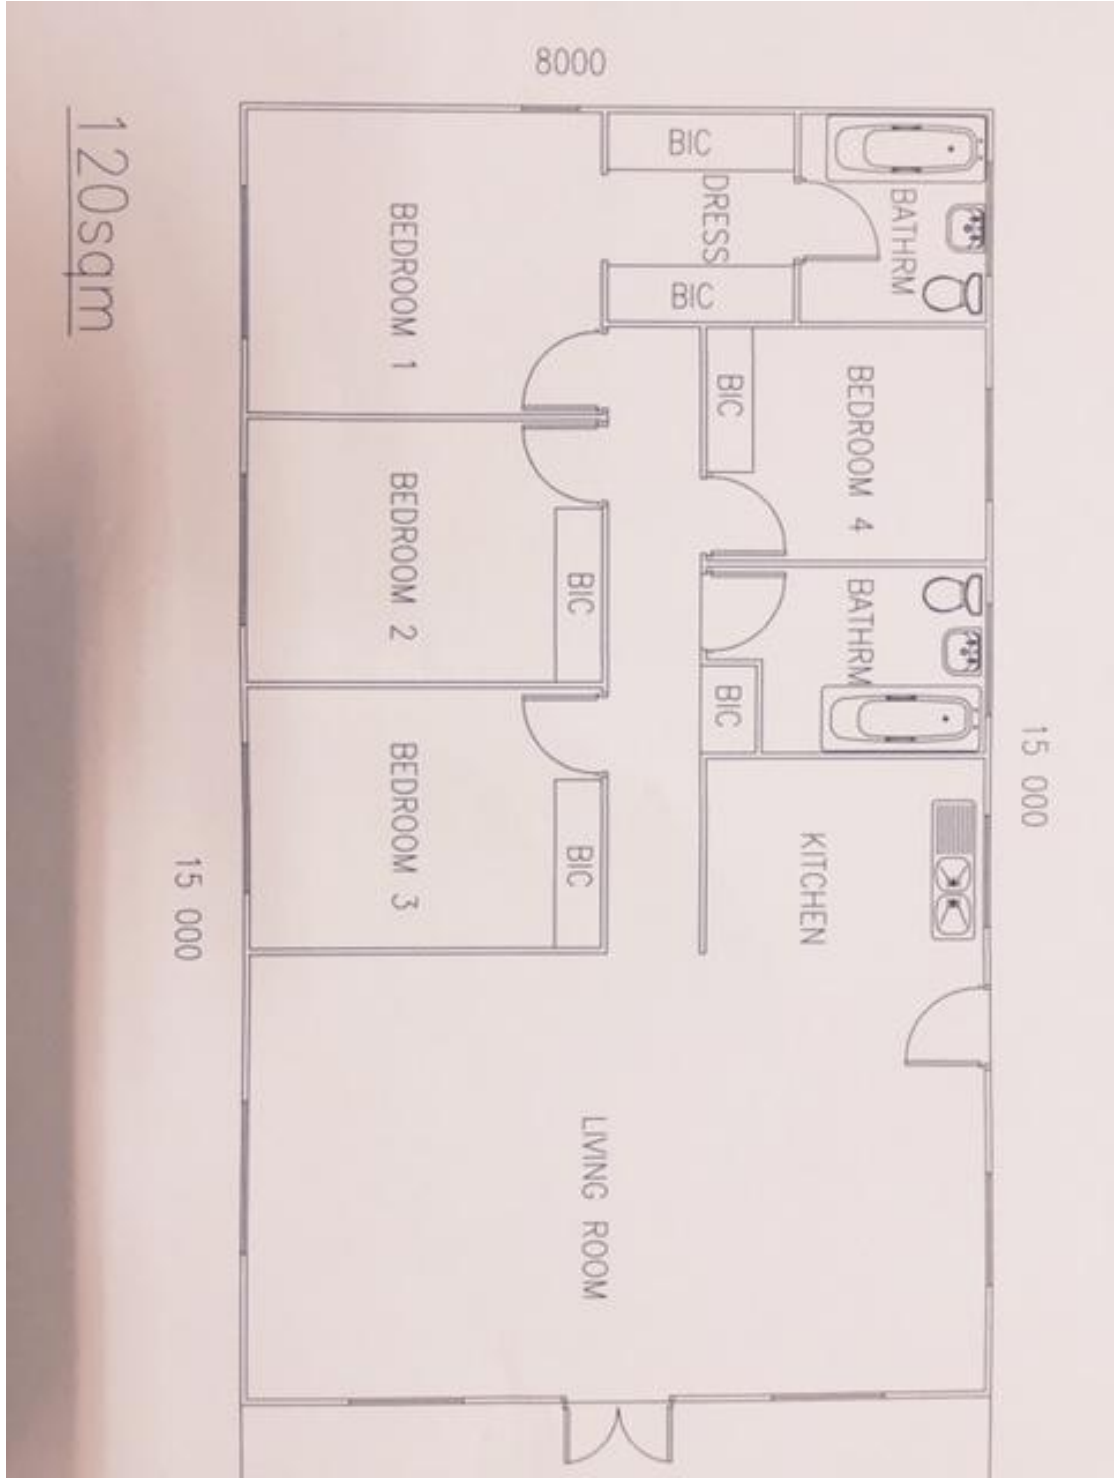 8000
120sqm
BIC
DRESS
BIC
BATHRM
BEDROOM 1
BIC
BEDROOM 4
BEDROOM 2
BIC
BATHRM
BIC
15 000
BEDROOM 3
BIC
KITCHEN
15 000
LIVING ROOM